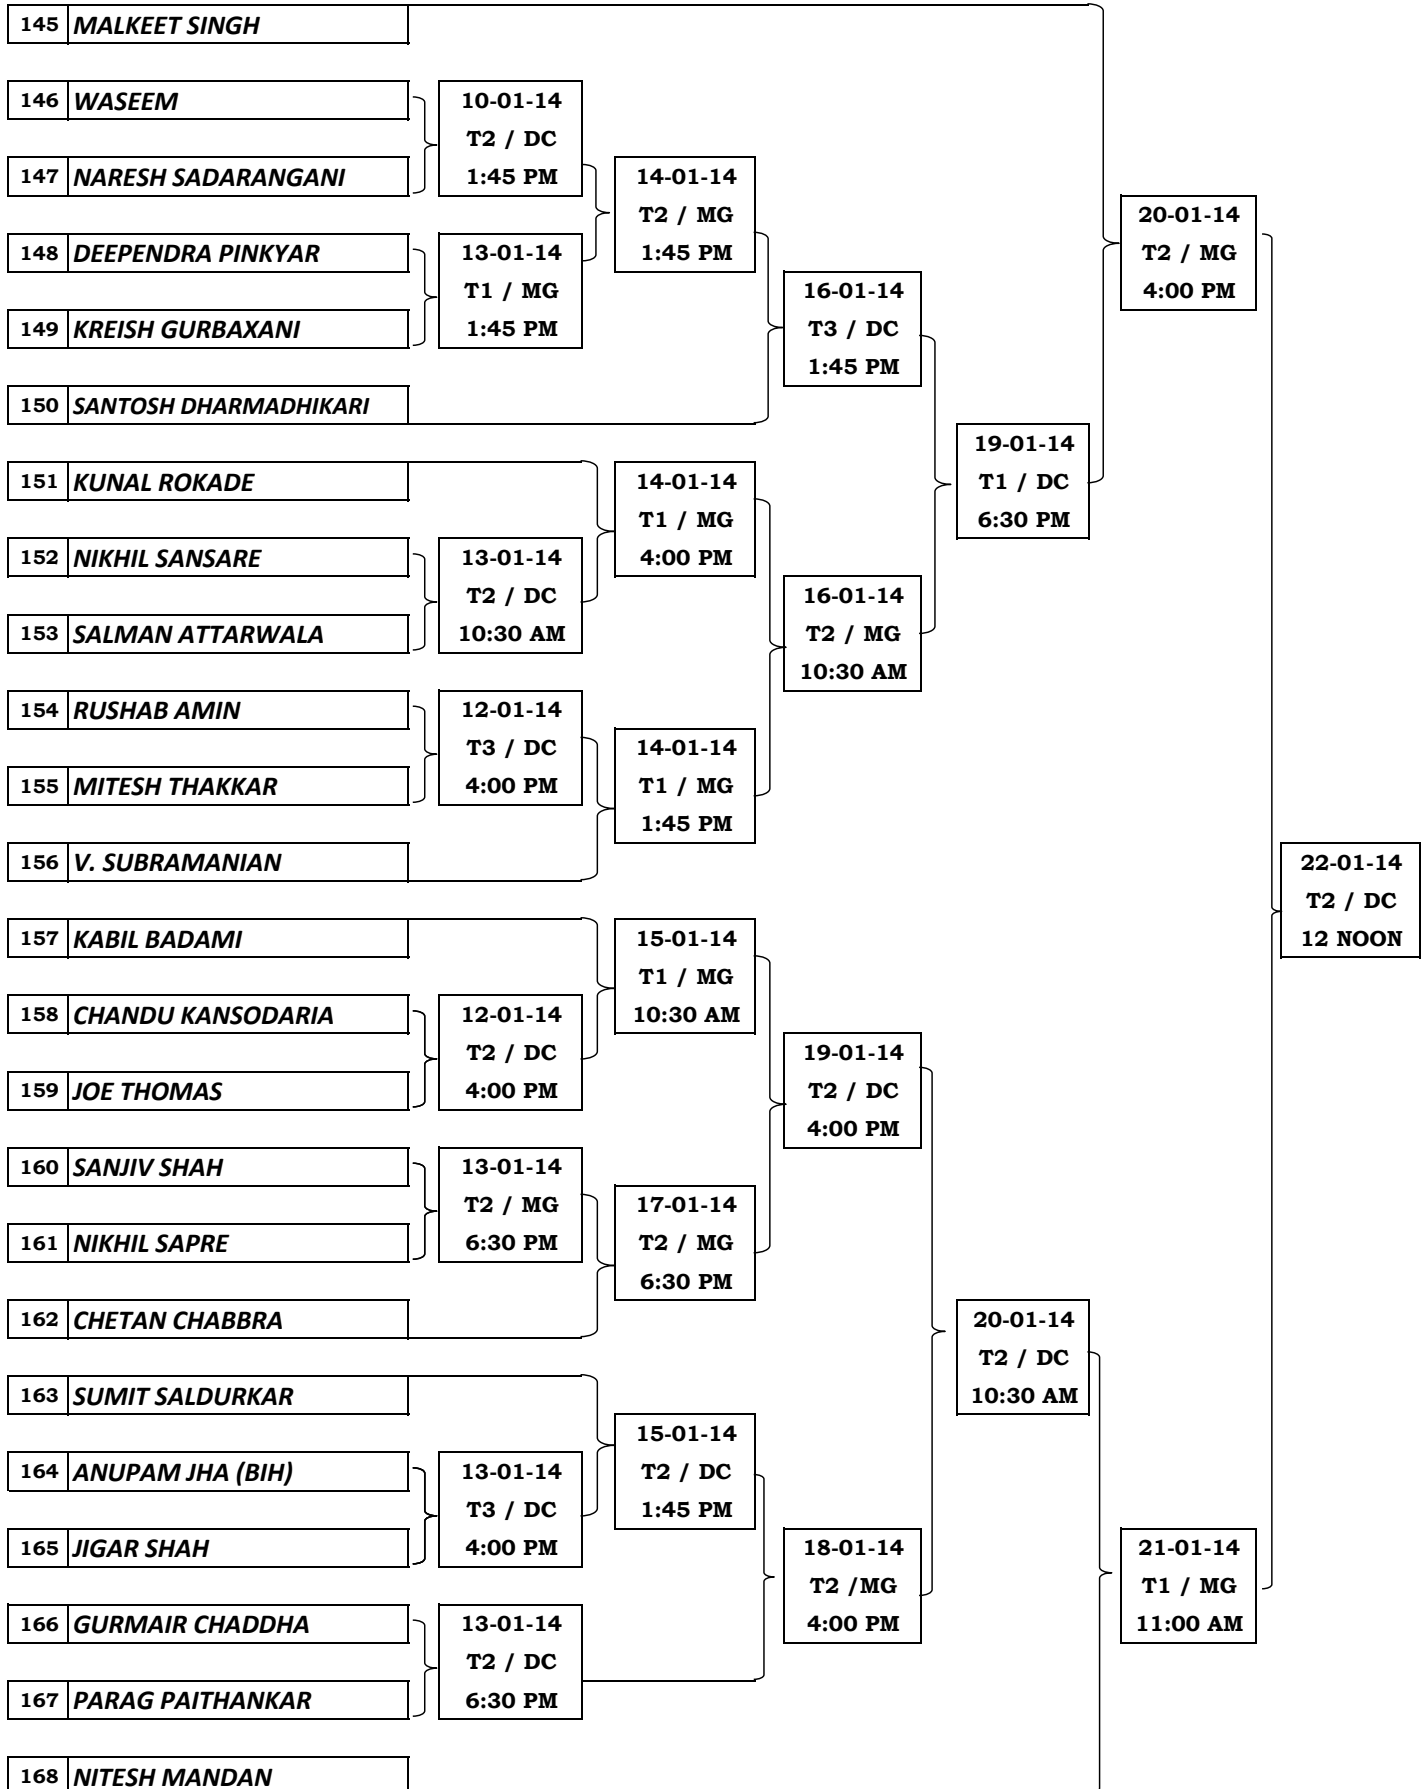 145 MALKEET SINGH
146 WASEEM
10-01-14
T2 / DC
1:45 PM
147 NARESH SADARANGANI
14-01-14
T2 / MG
1:45 PM
20-01-14
T2 / MG
4:00 PM
148 DEEPENDRA PINKYAR
13-01-14
T1 / MG
1:45 PM
149 KREISH GURBAXANI
16-01-14
T3 / DC
1:45 PM
150 SANTOSH DHARMADHIKARI
19-01-14
T1 / DC
6:30 PM
151 KUNAL ROKADE
14-01-14
T1 / MG
4:00 PM
152 NIKHIL SANSARE
13-01-14
T2 / DC
10:30 AM
153 SALMAN ATTARWALA
16-01-14
T2 / MG
10:30 AM
154 RUSHAB AMIN
12-01-14
T3 / DC
4:00 PM
155 MITESH THAKKAR
14-01-14
T1 / MG
1:45 PM
156 V. SUBRAMANIAN
22-01-14
T2 / DC
12 NOON
157 KABIL BADAMI
15-01-14
T1 / MG
10:30 AM
158 CHANDU KANSODARIA
12-01-14
T2 / DC
4:00 PM
159 JOE THOMAS
19-01-14
T2 / DC
4:00 PM
160 SANJIV SHAH
13-01-14
T2 / MG
6:30 PM
161 NIKHIL SAPRE
17-01-14
T2 / MG
6:30 PM
162 CHETAN CHABBRA
20-01-14
T2 / DC
10:30 AM
163 SUMIT SALDURKAR
15-01-14
T2 / DC
1:45 PM
164 ANUPAM JHA (BIH)
13-01-14
T3 / DC
4:00 PM
165 JIGAR SHAH
18-01-14
T2 /MG
4:00 PM
21-01-14
T1 / MG
11:00 AM
166 GURMAIR CHADDHA
13-01-14
T2 / DC
6:30 PM
167 PARAG PAITHANKAR
168 NITESH MANDAN